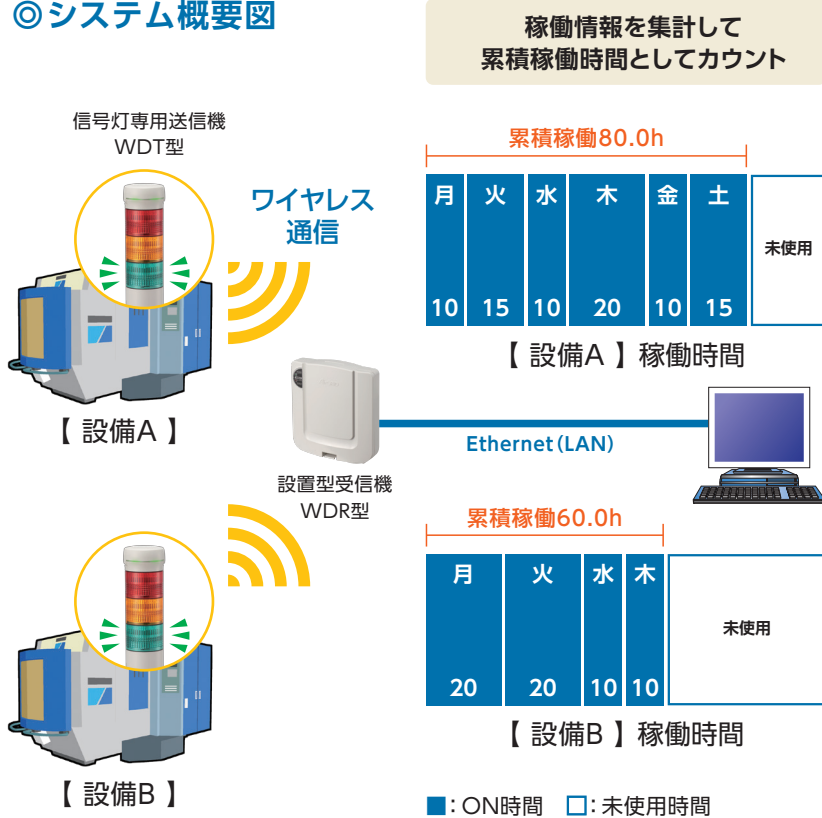 ◎システム概要図
稼働情報を集計して
累積稼働時間としてカウント
信号灯専用送信機
WDT型
ワイヤレス
通信
【 設備A 】
累積稼働80.0h
月 火 水 木 金 土
未使用
10 15 10 20 10 15
【 設備A 】稼働時間
設置型受信機
WDR型
Ethernet(LAN)
累積稼働60.0h
月 火 水 木
未使用
20 20 10 10
【 設備B 】稼働時間
【 設備B 】
■：ON時間 □：未使用時間